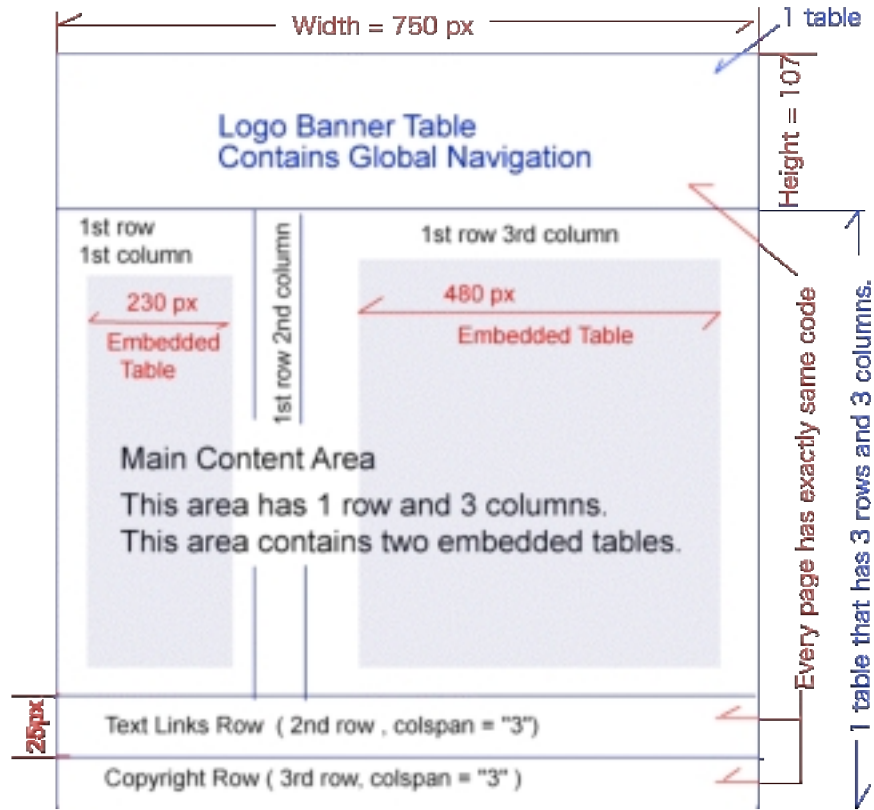 Width = 750 px
1 table
Height = 107
Logo Banner Table
Contains Global Navigation
1st row
1st column
1st row 2nd column
1st row 3rd column
230 px
Embedded
Table
480 px
Embedded Table
Main Content Area
This area has 1 row and 3 columns.
This area contains two embedded tables.
Every page has exactly same code
1 table that has 3 rows and 3 columns.
25px
Text Links Row ( 2nd row , colspan = "3")
Copyright Row ( 3rd row, colspan = "3" )